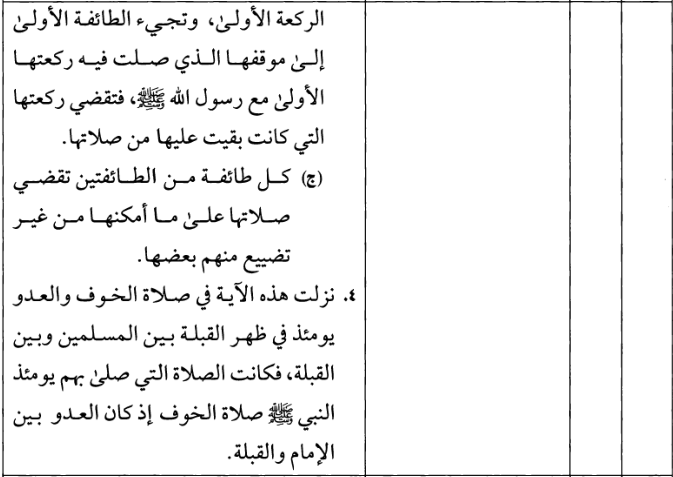 الركعة الأولىٰ، وتجيء الطائفة الأولىٰ
إلىٰ موقفها الذي صلت فيه ركعتها
الأولىٰ مع رسول الله ﷺ، فتقضي ركعتها
التي كانت بقيت عليها من صلاتها.
(ج) كل طائفة من الطائفتين تقضي
صلاتها علىٰ ما أمكنها من غير
تضييع منهم بعضها.
٤. نزلت هذه الآية في صلاة الخوف والعدو
يومئذ في ظهر القبلة بين المسلمين وبين
القبلة، فكانت الصلاة التي صلىٰ بهم يومئذ
النبي ﷺ صلاة الخوف إذ كان العدو بين
الإمام والقبلة.